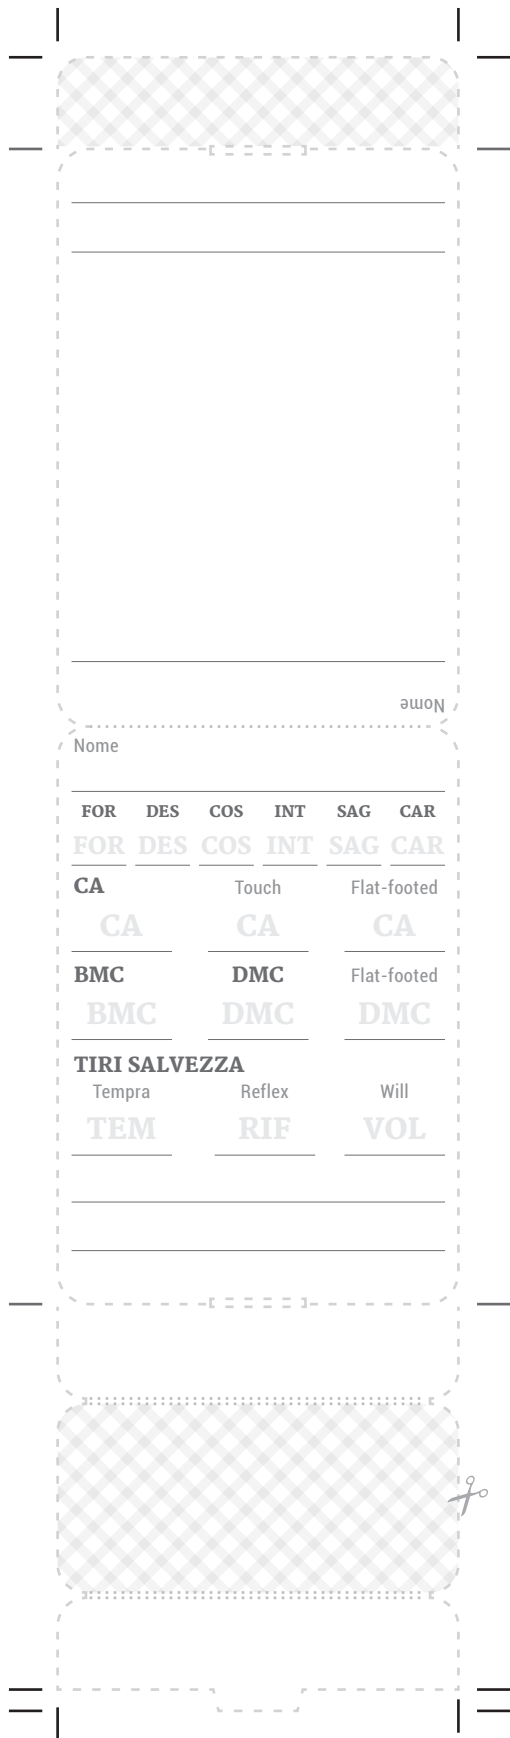 Nome
Nome
FOR DES COS INT SAG CAR
FOR DES COS INT SAG CAR
CA Touch Flat-footed
CA CA CA
BMC DMC Flat-footed
BMC DMC DMC
TIRI SALVEZZA
Tempra Reflex Will
TEM RIF VOL